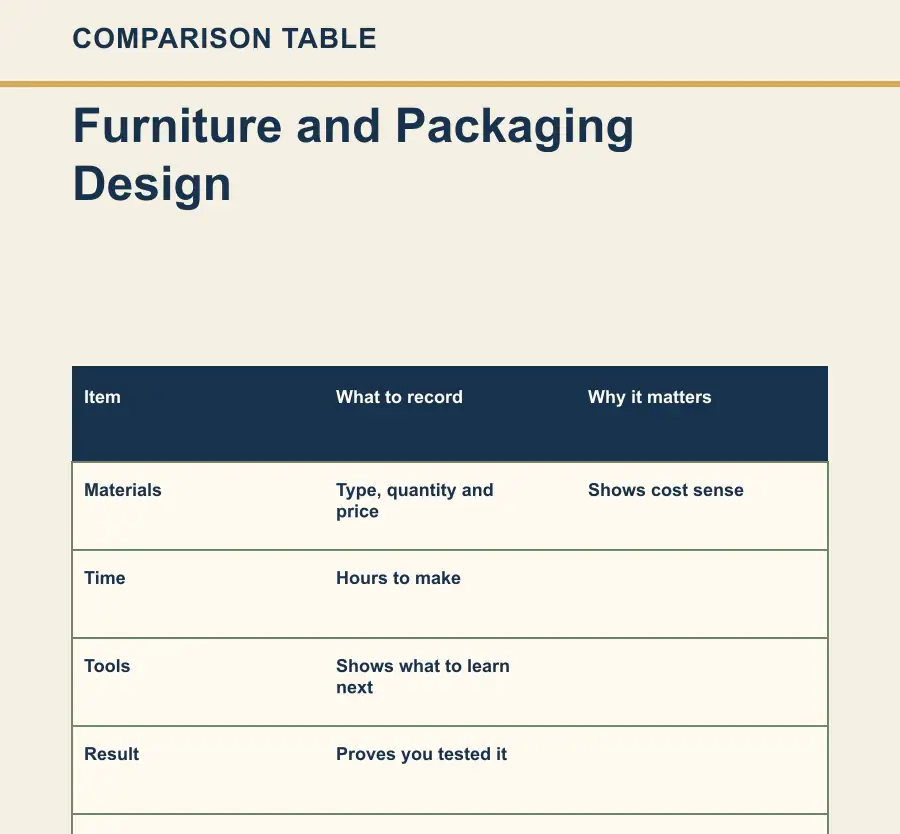 COMPARISON TABLE
Furniture and Packaging
Design
Item What to record Why it matters
Materials Type, quantity and Shows cost sense
price
Time Hours to make
Tools Shows what to learn
next
Result Proves you tested it